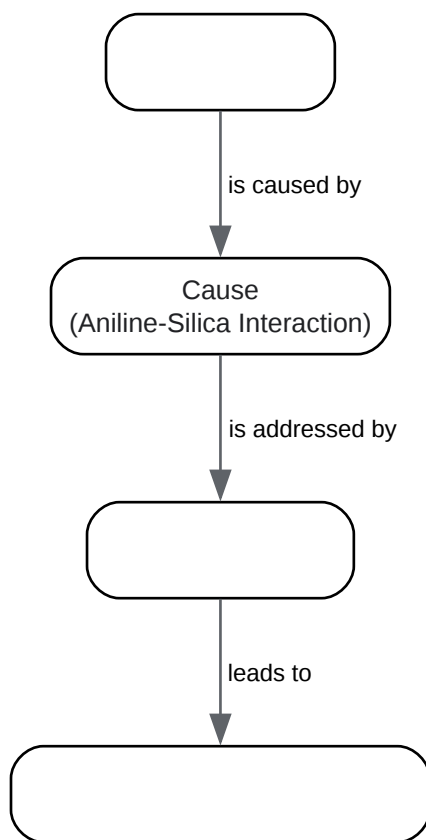 is caused by
Cause
(Aniline-Silica Interaction)
is addressed by
leads to